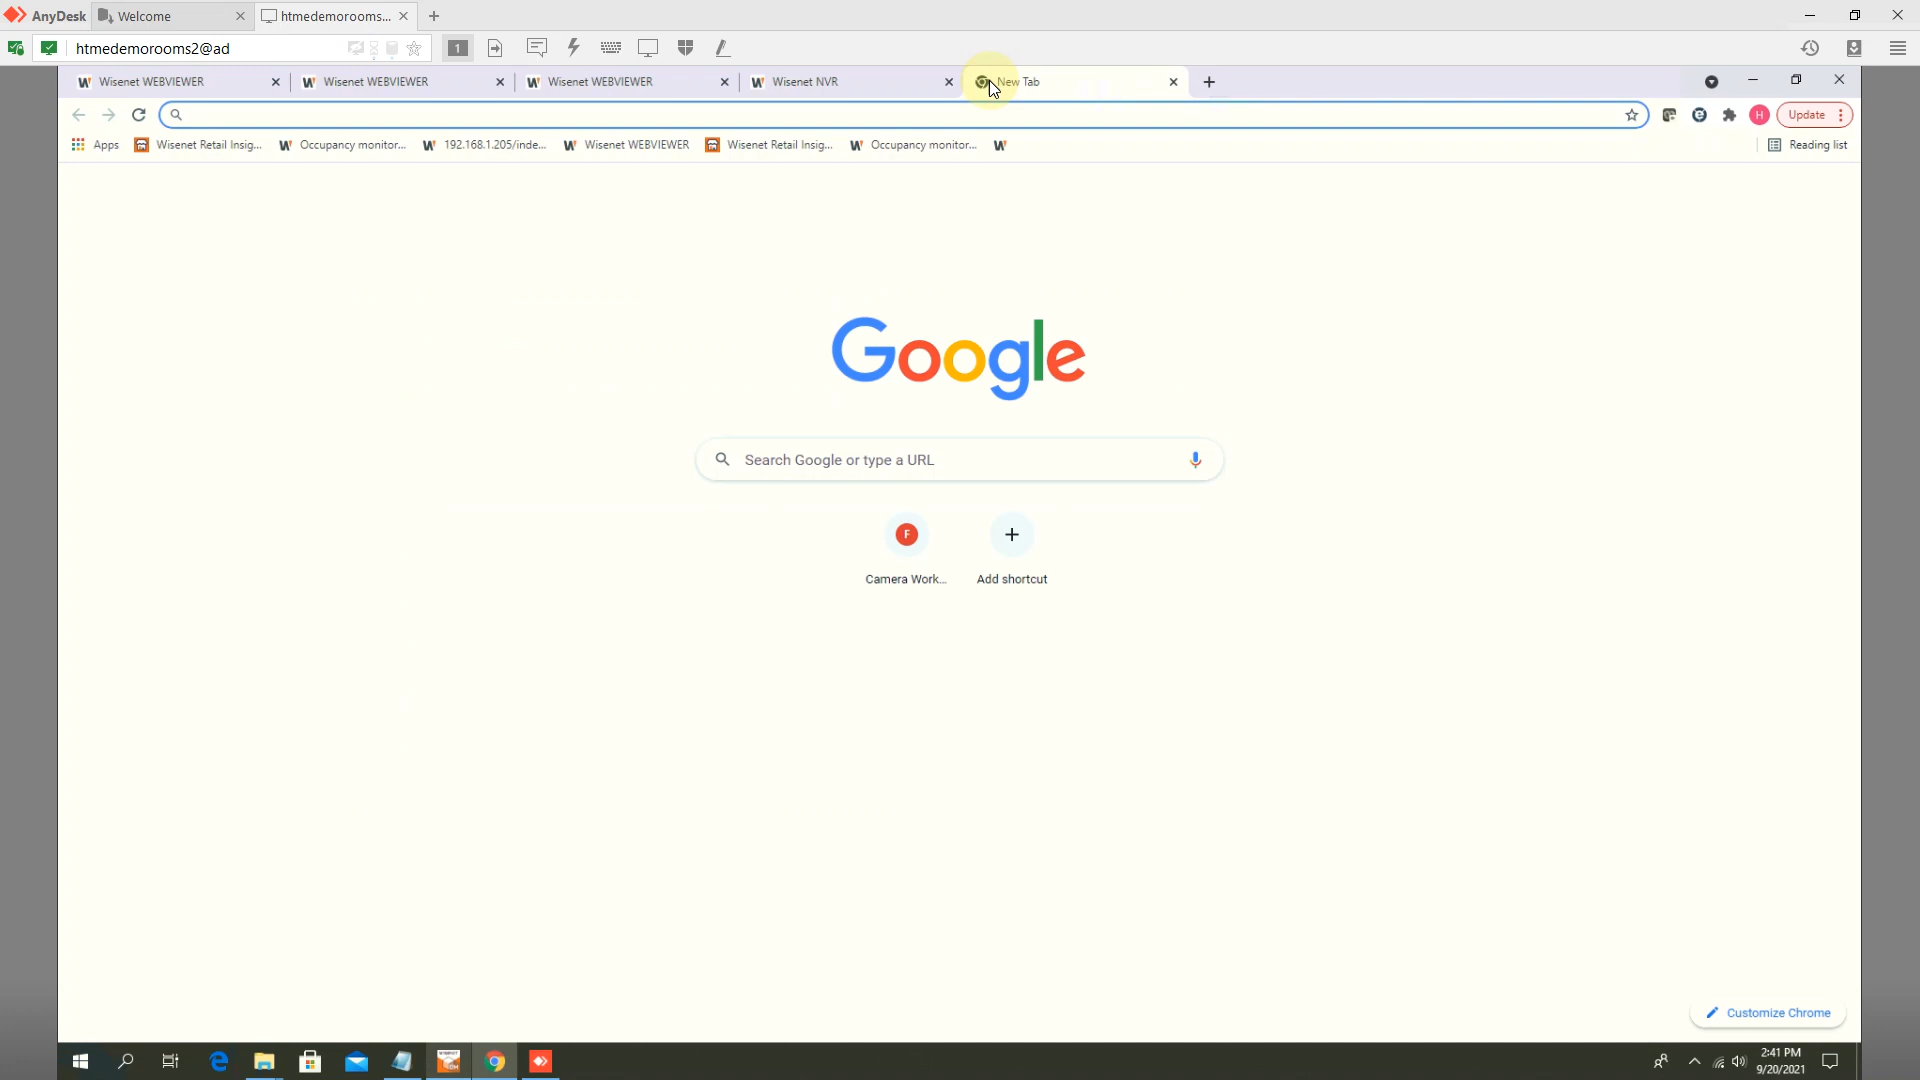 AnyDesk Welcome htmedemorooms...
htmedemorooms2@ad 1
Wisenet WEBVIEWER Wisenet WEBVIEWER Wisenet WEBVIEWER Wisenet NVR New Tab
H Update
Apps Wisenet Retail Insig... Occupancy monitor... 192.168.1.205/inde... Wisenet WEBVIEWER Wisenet Retail Insig... Occupancy monitor... Reading list
Google
Search Google or type a URL
F
Camera Work... Add shortcut
Customize Chrome
2:41 PM
9/20/2021